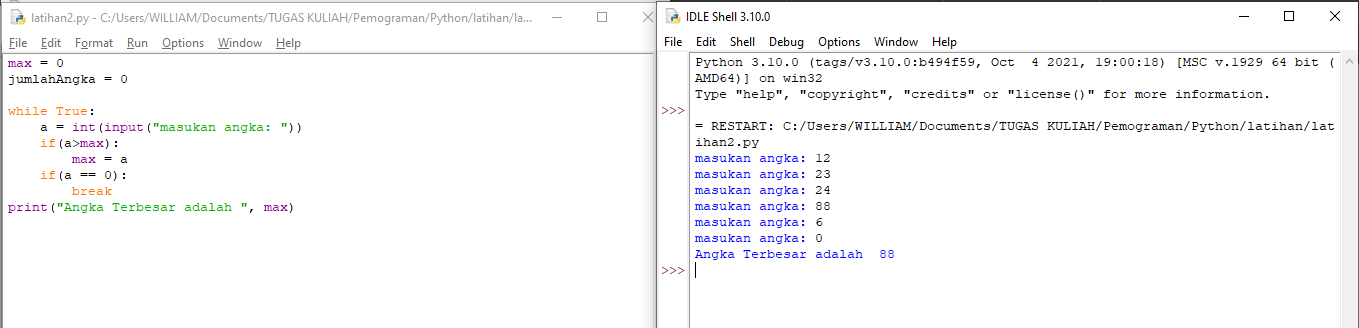 latihan2.py - C:/Users/WILLIAM/Documents/TUGAS KULIAH/Pemograman/Python/latihan/la...
File Edit Format Run Options Window Help
max = 0
jumlahAngka = 0
while True:
    a = int(input("masukan angka: "))
    if(a>max):
        max = a
    if(a == 0):
        break
print("Angka Terbesar adalah ", max)
IDLE Shell 3.10.0
File Edit Shell Debug Options Window Help
Python 3.10.0 (tags/v3.10.0:b494f59, Oct  4 2021, 19:00:18) [MSC v.1929 64 bit (
AMD64)] on win32
Type "help", "copyright", "credits" or "license()" for more information.
>>>
= RESTART: C:/Users/WILLIAM/Documents/TUGAS KULIAH/Pemograman/Python/latihan/lat
ihan2.py
masukan angka: 12
masukan angka: 23
masukan angka: 24
masukan angka: 88
masukan angka: 6
masukan angka: 0
Angka Terbesar adalah  88
>>>